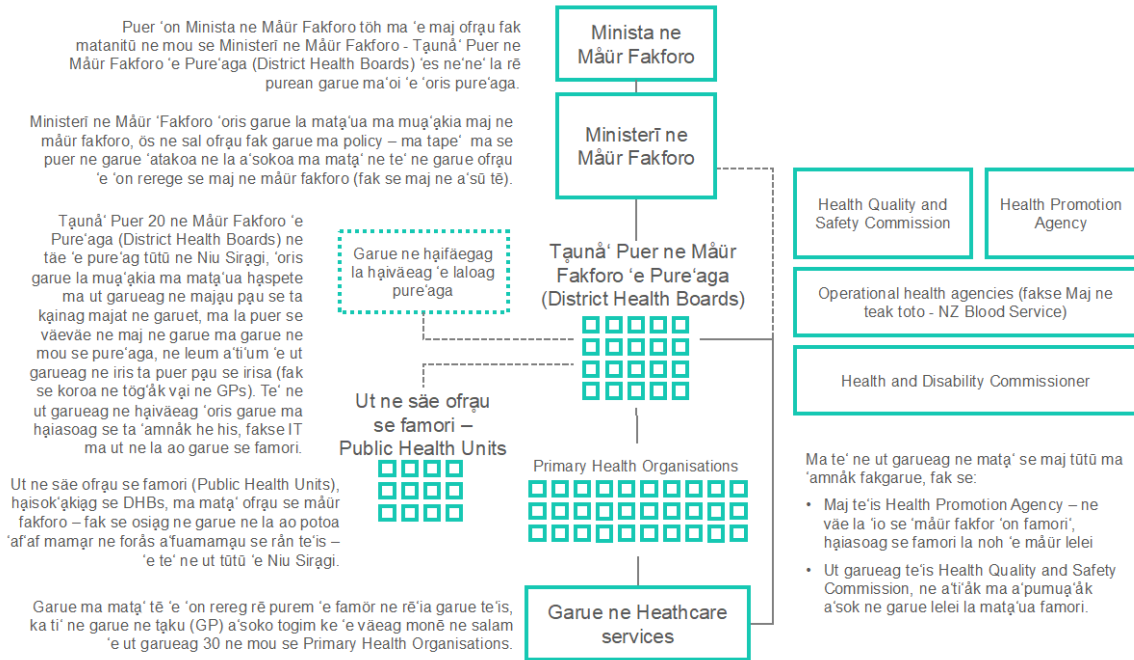 Puer ‘on Minista ne Måür Fakforo töh ma ‘e maj ofrạu fak
matanitū ne mou se Ministerī ne Måür Fakforo - Tạunå‘ Puer ne
Måür Fakforo ‘e Pure‘aga (District Health Boards) ‘es ne‘ne‘ la rē
purean garue ma‘oi ‘e ‘oris pure‘aga.
Ministerī ne Måür ‘Fakforo ‘oris garue la matạ‘ua ma muạ‘ạkia maj ne
måür fakforo, ös ne sal ofrạu fak garue ma policy – ma tape‘ ma se
puer ne garue ‘atakoa ne la a‘sokoa ma matạ‘ ne te‘ ne garue ofrạu
‘e ‘on rerege se maj ne måür fakforo (fak se maj ne a‘sū tē).
Tạunå‘ Puer 20 ne Måür Fakforo ‘e
Pure‘aga (District Health Boards) ne
täe ‘e pure‘ag tūtū ne Niu Sirạgi, ‘oris
garue la muạ‘ạkia ma matạ‘ua hạspete
ma ut garueag ne majạu pạu se ta
kạinag majat ne garuet, ma la puer se
väeväe ne maj ne garue ma garue ne
mou se pure‘aga, ne leum a‘ti‘um ‘e ut
garueag ne iris ta puer pạu se irisa (fak
se koroa ne tög‘åk vại ne GPs). Te‘ ne
ut garueag ne hạiväeag ‘oris garue ma
hạiasoag se ta ‘amnåk he his, fakse IT
ma ut ne la ao garue se famori.
Ut ne säe ofrạu se famori (Public Health Units),
hạisok‘ạkiạg se DHBs, ma matạ‘ ofrạu se måür
fakforo – fak se osiạg ne garue ne la ao potoa
‘af‘af mamạr ne forås a‘fuamamạu se rån te‘is –
‘e te‘ ne ut tūtū ‘e Niu Sirạgi.
Garue ma matạ‘ tē ‘e ‘on rereg rē purem ‘e famör ne rē‘ia garue te‘is,
ka ti‘ ne garue ne tạku (GP) a‘soko togim ke ‘e väeag monē ne salam
‘e ut garueag 30 ne mou se Primary Health Organisations.
Minista ne
Måür Fakforo
Ministerī ne
Måür Fakforo
Garue ne hạifäegag
la hạiväeag ‘e laloag
pure‘aga
Tạunå‘ Puer ne Måür
Fakforo ‘e Pure‘aga
(District Health Boards)
Ut ne säe ofrạu
se famori –
Public Health Units
Primary Health Organisations
Garue ne Heathcare
services
Health Quality and
Safety Commission
Health Promotion
Agency
Operational health agencies (fakse Maj ne
teak toto - NZ Blood Service)
Health and Disability Commissioner
Ma te‘ ne ut garueag ne matạ‘ se maj tūtū ma
‘amnåk fakgarue, fak se:
• Maj te‘is Health Promotion Agency – ne
väe la ‘io se ‘måür fakfor ‘on famori‘,
hạiasoag se famori la noh ‘e måür lelei
• Ut garueag te‘is Health Quality and Safety
Commission, ne a‘ti‘åk ma a‘pumuạ‘åk
a‘sok ne garue lelei la matạ‘ua famori.